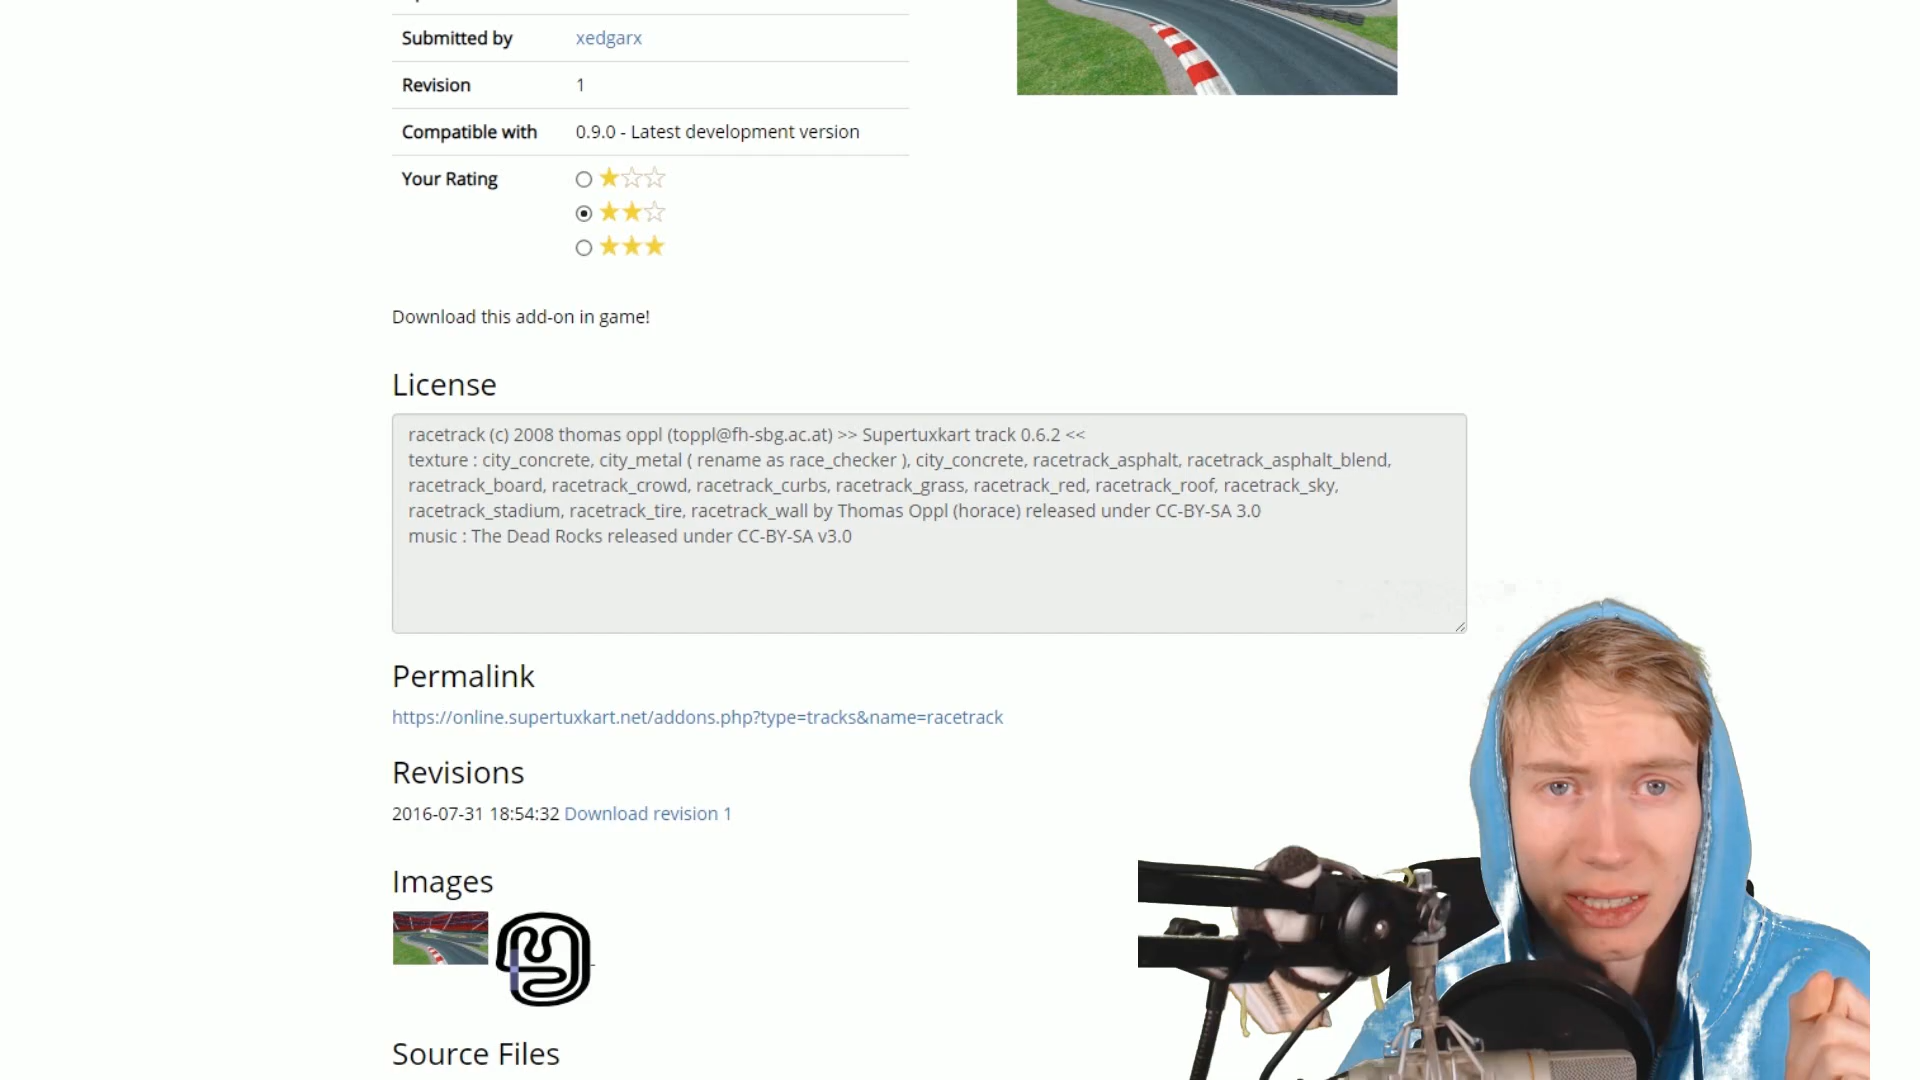 Submitted by xedgarx
Revision 1
Compatible with 0.9.0 - Latest development version
Your Rating
Download this add-on in game!
License
racetrack (c) 2008 thomas oppl (toppl@fh-sbg.ac.at) >> Supertuxkart track 0.6.2 <<
texture : city_concrete, city_metal ( rename as race_checker ), city_concrete, racetrack_asphalt, racetrack_asphalt_blend,
racetrack_board, racetrack_crowd, racetrack_curbs, racetrack_grass, racetrack_red, racetrack_roof, racetrack_sky,
racetrack_stadium, racetrack_tire, racetrack_wall by Thomas Oppl (horace) released under CC-BY-SA 3.0
music : The Dead Rocks released under CC-BY-SA v3.0
Permalink
https://online.supertuxkart.net/addons.php?type=tracks&name=racetrack
Revisions
2016-07-31 18:54:32 Download revision 1
Images
Source Files